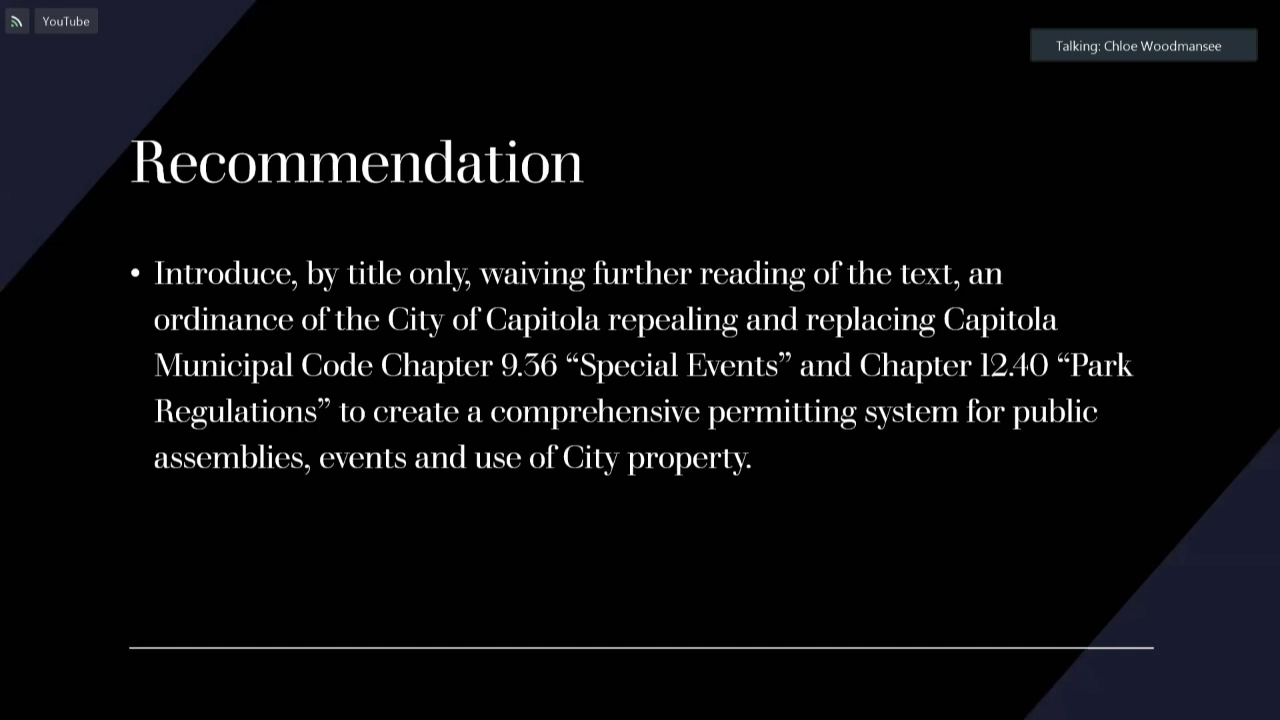 YouTube
Talking: Chloe Woodmansee
Recommendation
• Introduce, by title only, waiving further reading of the text, an
ordinance of the City of Capitola repealing and replacing Capitola
Municipal Code Chapter 9.36 “Special Events” and Chapter 12.40 “Park
Regulations” to create a comprehensive permitting system for public
assemblies, events and use of City property.